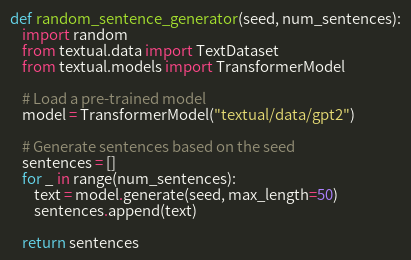 def random_sentence_generator(seed, num_sentences):
    import random
    from textual.data import TextDataset
    from textual.models import TransformerModel

    # Load a pre-trained model
    model = TransformerModel("textual/data/gpt2")

    # Generate sentences based on the seed
    sentences = []
    for _ in range(num_sentences):
        text = model.generate(seed, max_length=50)
        sentences.append(text)

    return sentences